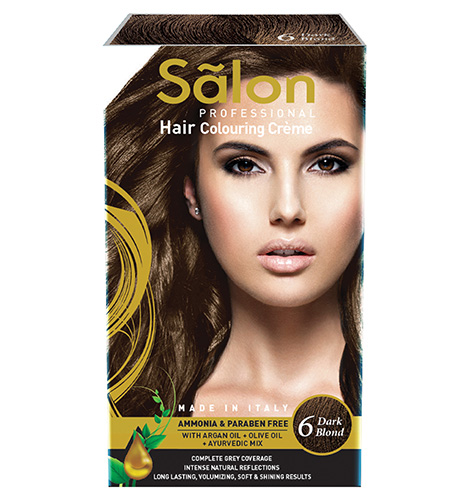 6 Dark
Blond
Sãlon
PROFESSIONAL
Hair Colouring Crème
MADE IN ITALY
AMMONIA & PARABEN FREE
WITH ARGAN OIL + OLIVE OIL
+ AYURVEDIC MIX
6 Dark
Blond
COMPLETE GREY COVERAGE
INTENSE NATURAL REFLECTIONS
LONG LASTING, VOLUMIZING, SOFT & SHINING RESULTS